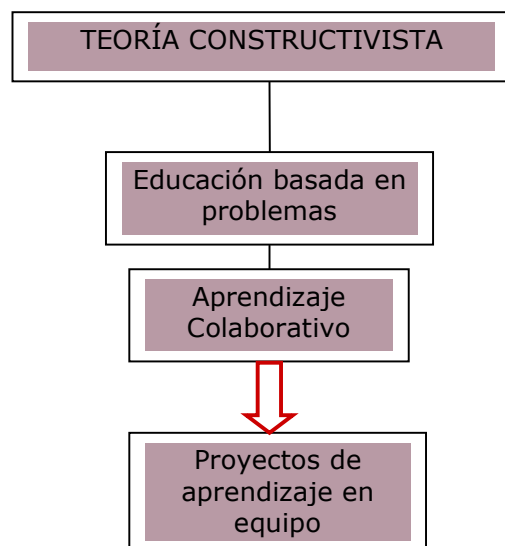 TEORÍA CONSTRUCTIVISTA
Educación basada en
problemas
Aprendizaje
Colaborativo
Proyectos de
aprendizaje en
equipo